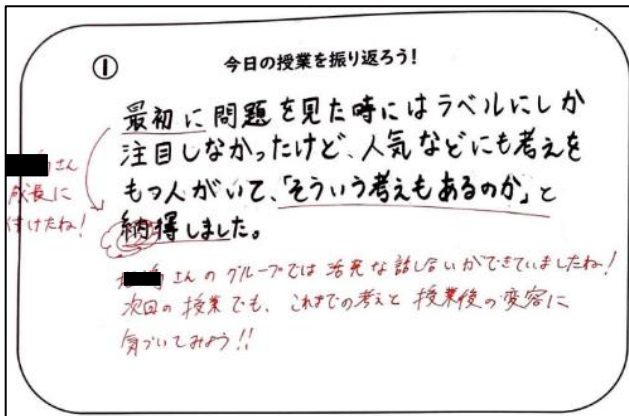 ①
今日の授業を振り返ろう!
最初に問題を見た時にはラベルにしか
注目しなかったけど、人気などにも考えを
もつ人がいて、「そういう考えもあるのか」と
納得しました。
さん
成長に
付けたね!
さんのグループでは活発な話し合いができていましたね!
次回の授業でも、これまでの考えと授業後の変容に
気づいてみよう!!